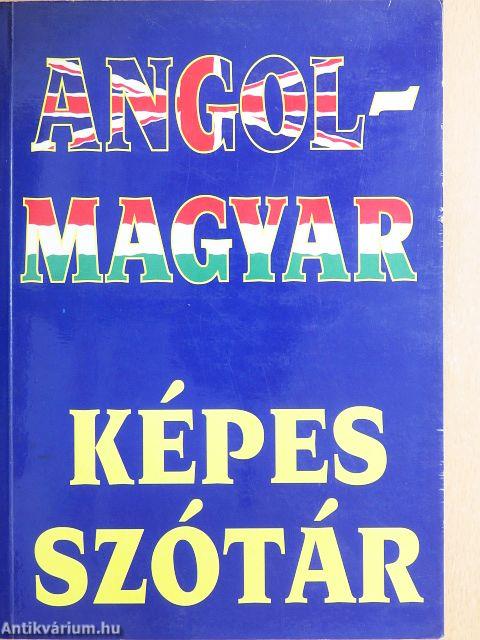 ANGOL-
MAGYAR
KÉPES
SZÓTÁR
Antikvárium.hu